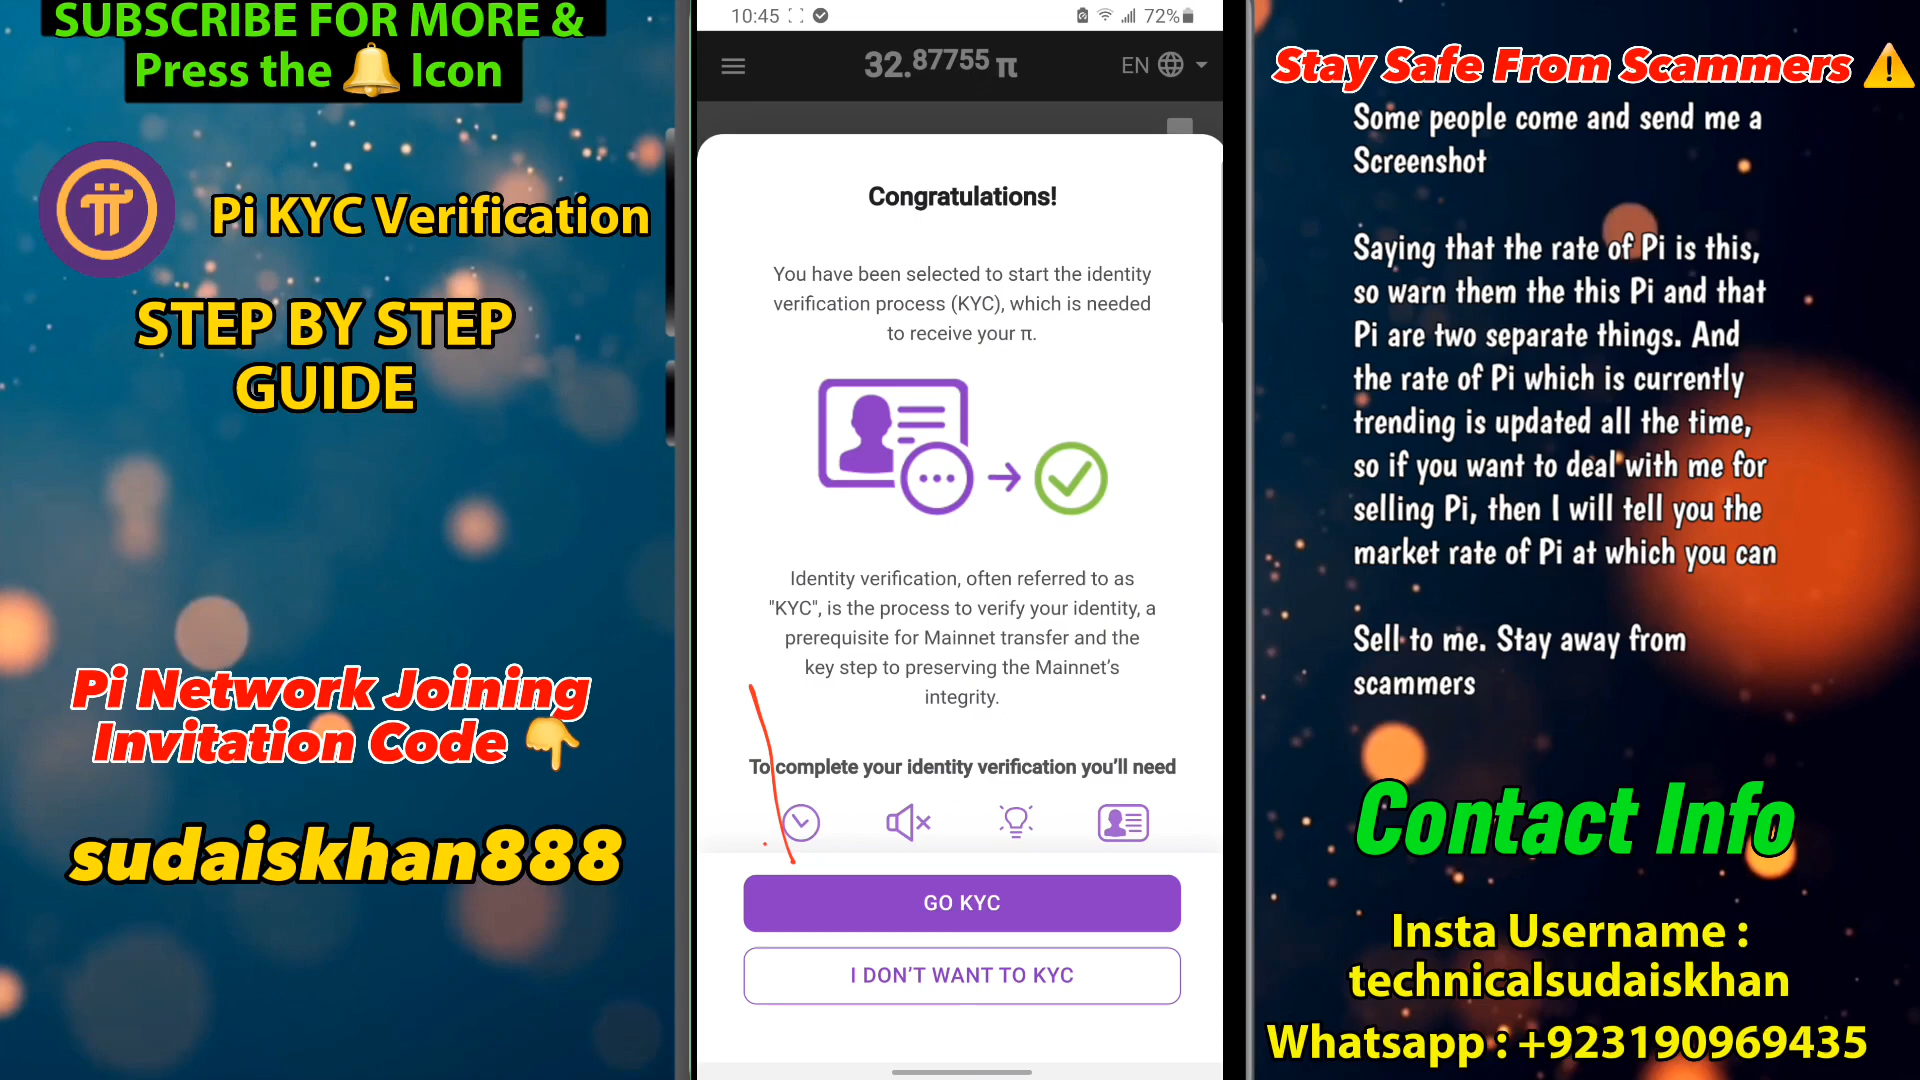 SUBSCRIBE FOR MORE &
Press the 🔔 Icon
Pi KYC Verification
STEP BY STEP
GUIDE
Pi Network Joining
Invitation Code 👇
sudaiskhan888
10:45
72%
32.87755 π
EN
Congratulations!
You have been selected to start the identity
verification process (KYC), which is needed
to receive your π.
Identity verification, often referred to as
"KYC", is the process to verify your identity, a
prerequisite for Mainnet transfer and the
key step to preserving the Mainnet’s
integrity.
To complete your identity verification you’ll need
GO KYC
I DON’T WANT TO KYC
Stay Safe From Scammers ⚠️
Some people come and send me a
Screenshot
Saying that the rate of Pi is this,
so warn them the this Pi and that
Pi are two separate things. And
the rate of Pi which is currently
trending is updated all the time,
so if you want to deal with me for
selling Pi, then I will tell you the
market rate of Pi at which you can
Sell to me. Stay away from
scammers
Contact Info
Insta Username :
technicalsudaiskhan
Whatsapp : +923190969435